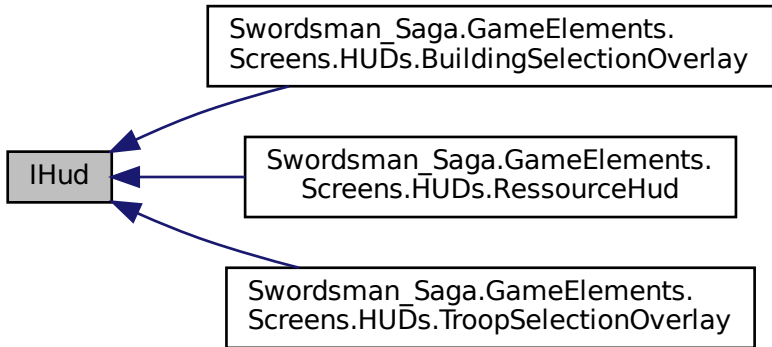 Swordsman_Saga.GameElements.
Screens.HUDs.BuildingSelectionOverlay
IHud
Swordsman_Saga.GameElements.
Screens.HUDs.RessourceHud
Swordsman_Saga.GameElements.
Screens.HUDs.TroopSelectionOverlay